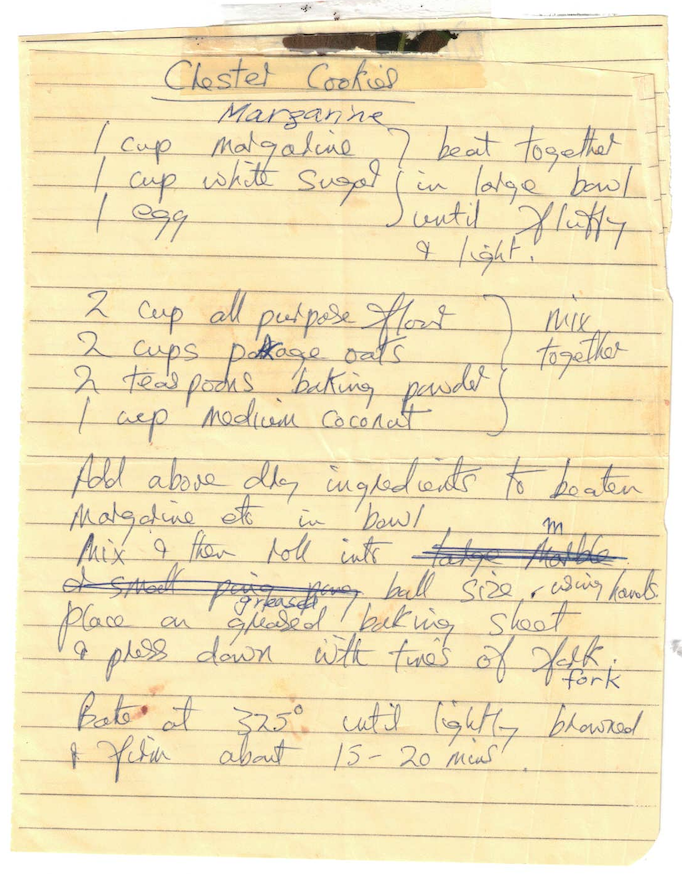 Chester Cookies
Margarine
1 cup margarine } beat together
1 cup white sugar in large bowl
1 egg until fluffy
& light.
2 cup all purpose flour } mix
2 cups porage oats together
2 teaspoons baking powder
1 cup medium coconut
Add above dry ingredients to beaten
margarine etc in bowl
m
Mix & then roll into large Marble
or small ping pong ball size, using hands
greased
place on greased baking sheet
& press down with tines of fork.
fork
Bake at 325° until lightly browned
& firm about 15-20 mins.